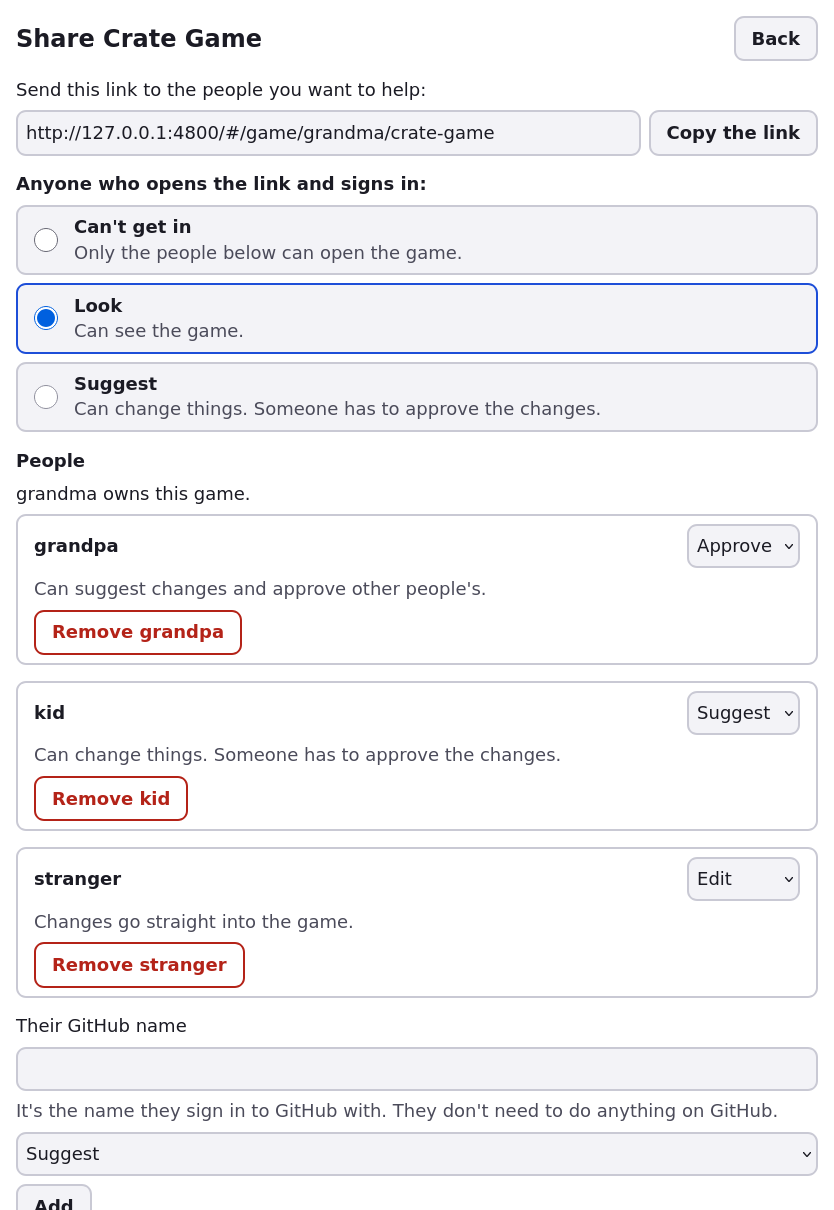 Share Crate Game
Back
Send this link to the people you want to help:
http://127.0.0.1:4800/#/game/grandma/crate-game
Copy the link
Anyone who opens the link and signs in:
Can't get in
Only the people below can open the game.
Look
Can see the game.
Suggest
Can change things. Someone has to approve the changes.
People
grandma owns this game.
grandpa
Approve
Can suggest changes and approve other people's.
Remove grandpa
kid
Suggest
Can change things. Someone has to approve the changes.
Remove kid
stranger
Edit
Changes go straight into the game.
Remove stranger
Their GitHub name
It's the name they sign in to GitHub with. They don't need to do anything on GitHub.
Suggest
Add